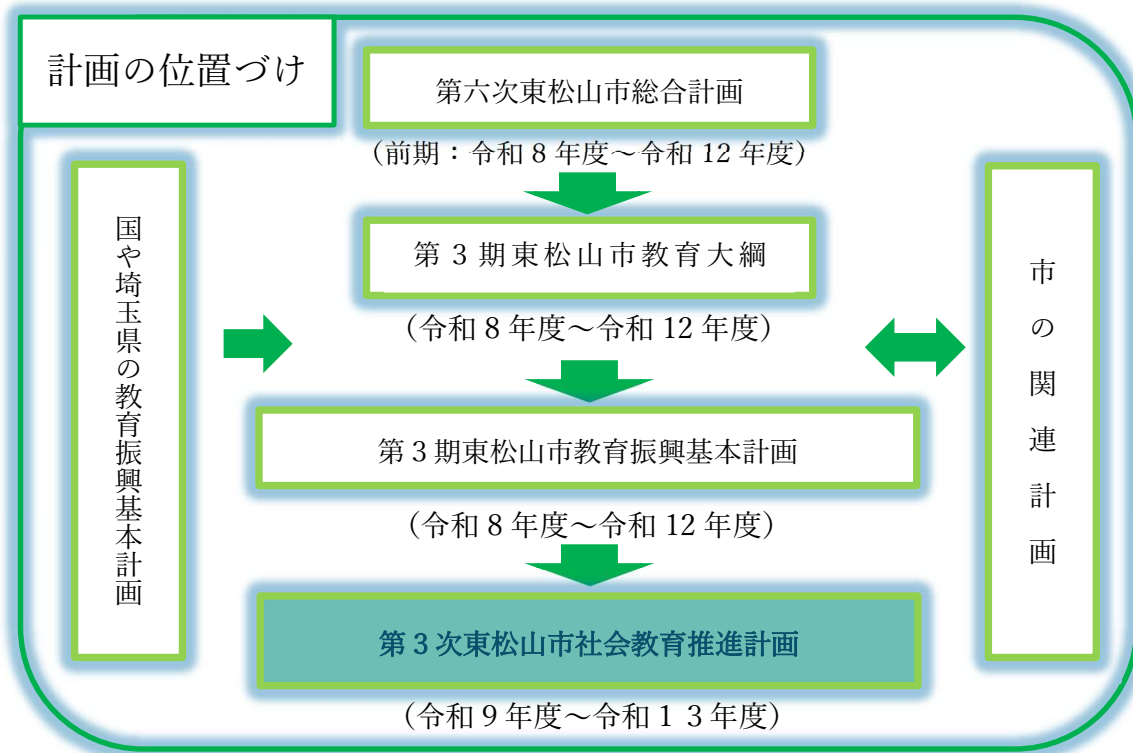 計画の位置づけ
第六次東松山市総合計画
（前期：令和８年度～令和 12 年度）
第３期東松山市教育大綱
（令和８年度～令和 12 年度）
国や埼玉県の教育振興基本計画
市の関連計画
第３期東松山市教育振興基本計画
（令和８年度～令和 12 年度）
第３次東松山市社会教育推進計画
（令和９年度～令和１３年度）